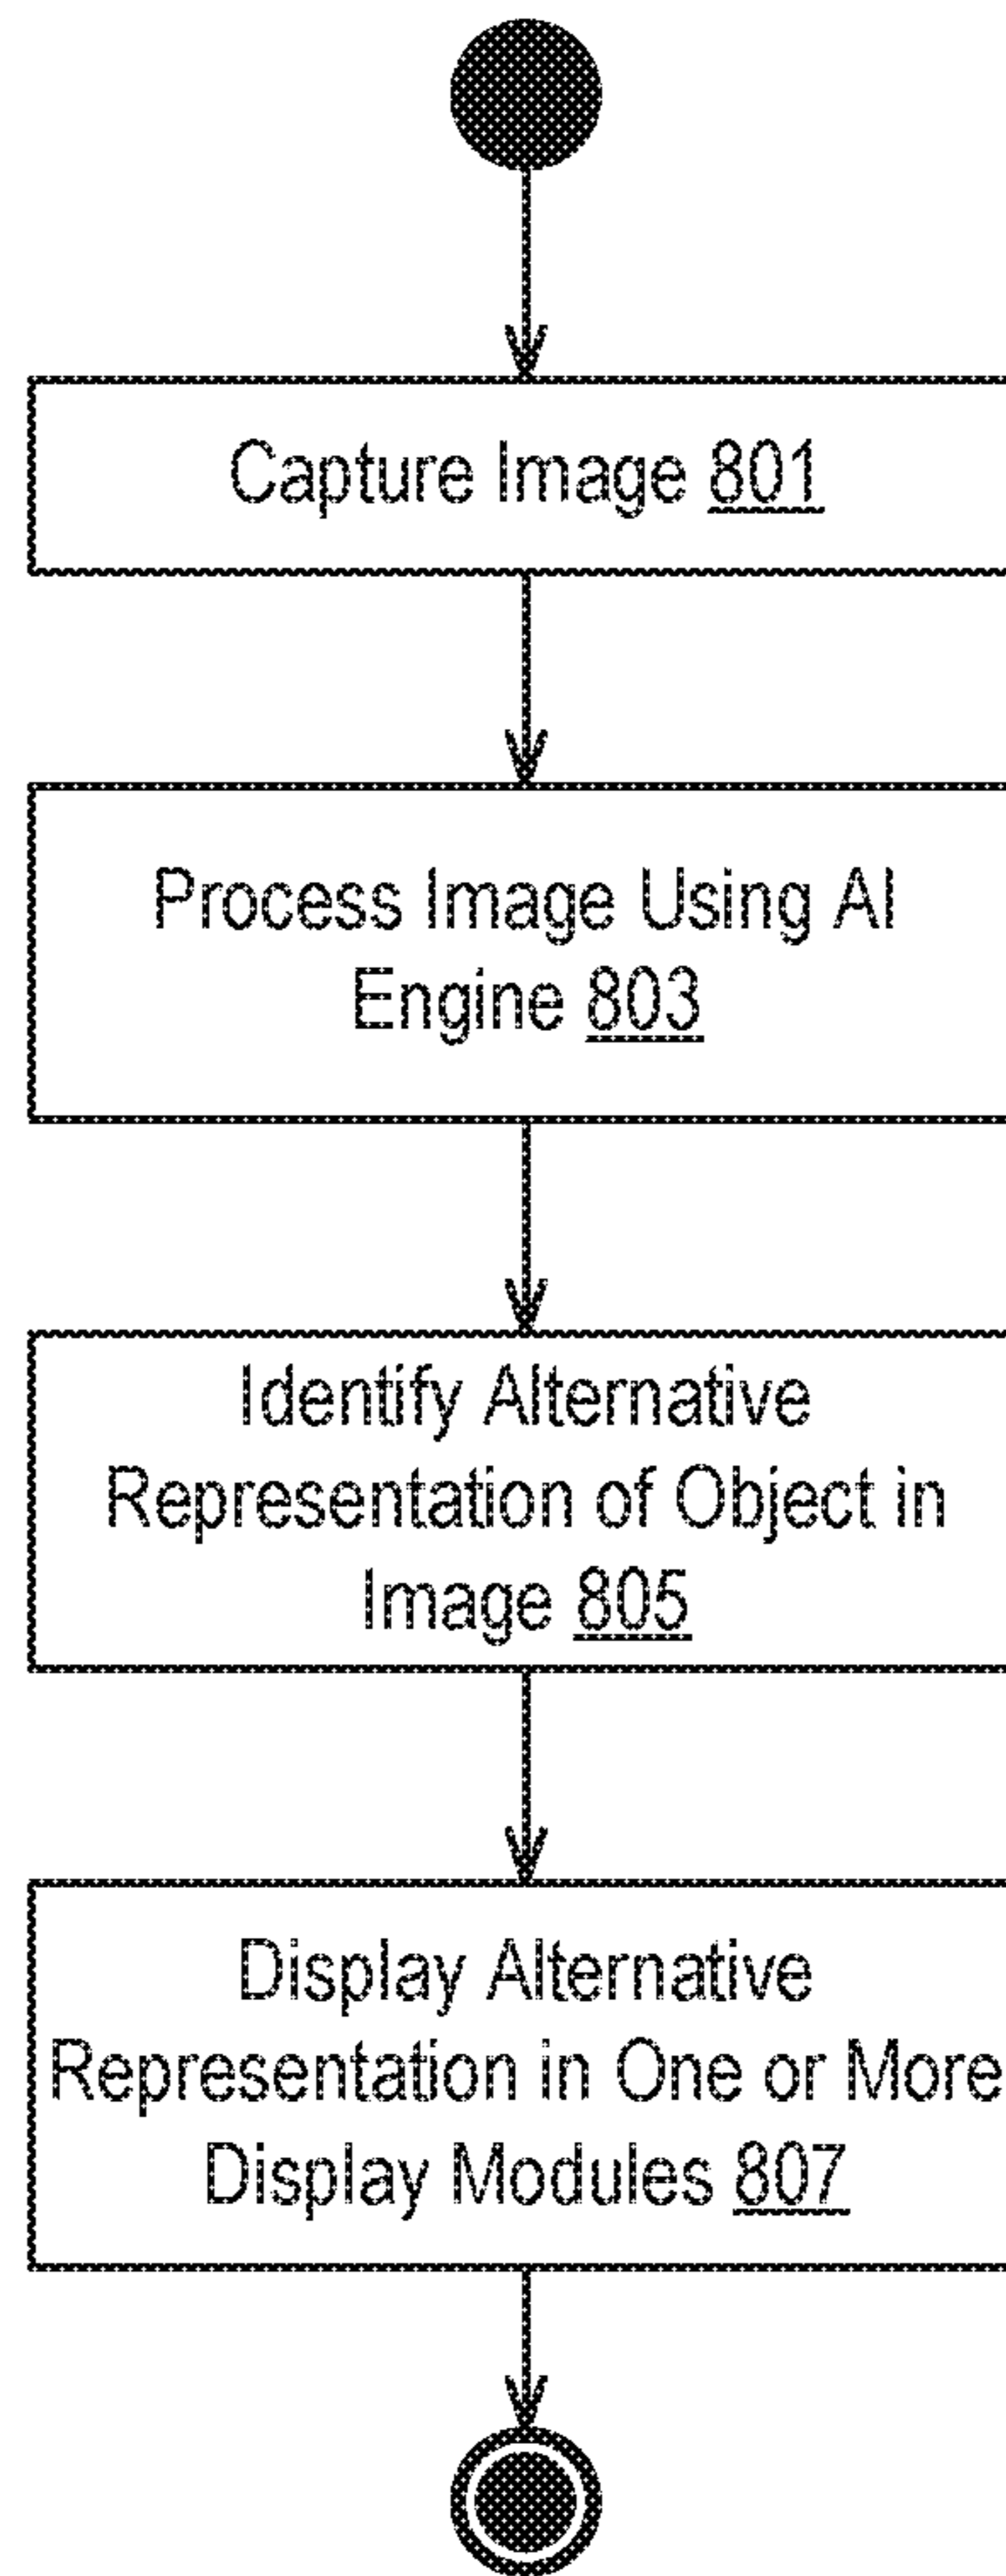 Capture Image 801
Process Image Using AI
Engine 803
Identify Alternative
Representation of Object in
Image 805
Display Alternative
Representation in One or More
Display Modules 807